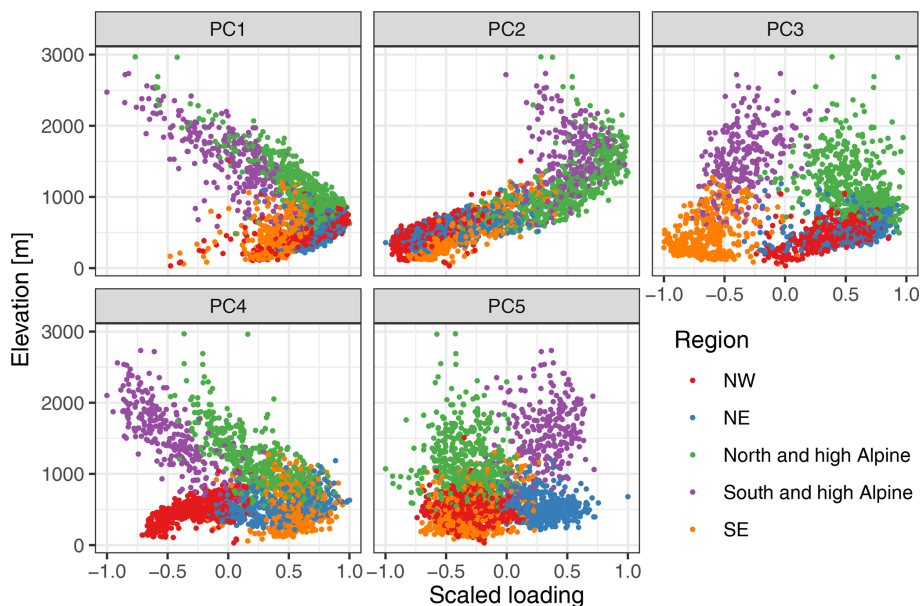 PC1 PC2 PC3
3000
2000
1000
0
−1.0 −0.5 0.0 0.5 1.0
PC4 PC5
3000
2000
1000
0
−1.0 −0.5 0.0 0.5 1.0 −1.0 −0.5 0.0 0.5 1.0
Elevation [m]
Scaled loading
Region
NW
NE
North and high Alpine
South and high Alpine
SE